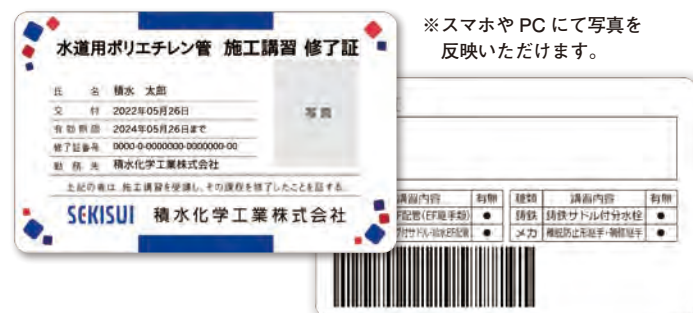 ※スマホや PC にて写真を
反映いただけます。
水道用ポリエチレン管 施工講習 修了証
氏 名 積水 太郎
交 付 2022年05月26日
有効期限 2024年05月26日まで
修了証番号 0000-0-0000000-0000000-00
勤務先 積水化学工業株式会社
写真
上記の者は、施工講習を受講し、その課程を修了したことを証する。
SEKISUI 積水化学工業株式会社
講習内容 有無 種類 講習内容 有無
配管(EF継手類) ● 鋳鉄 鋳鉄サドル付分水栓 ●
● メカ 離脱防止形継手・補修継手 ●